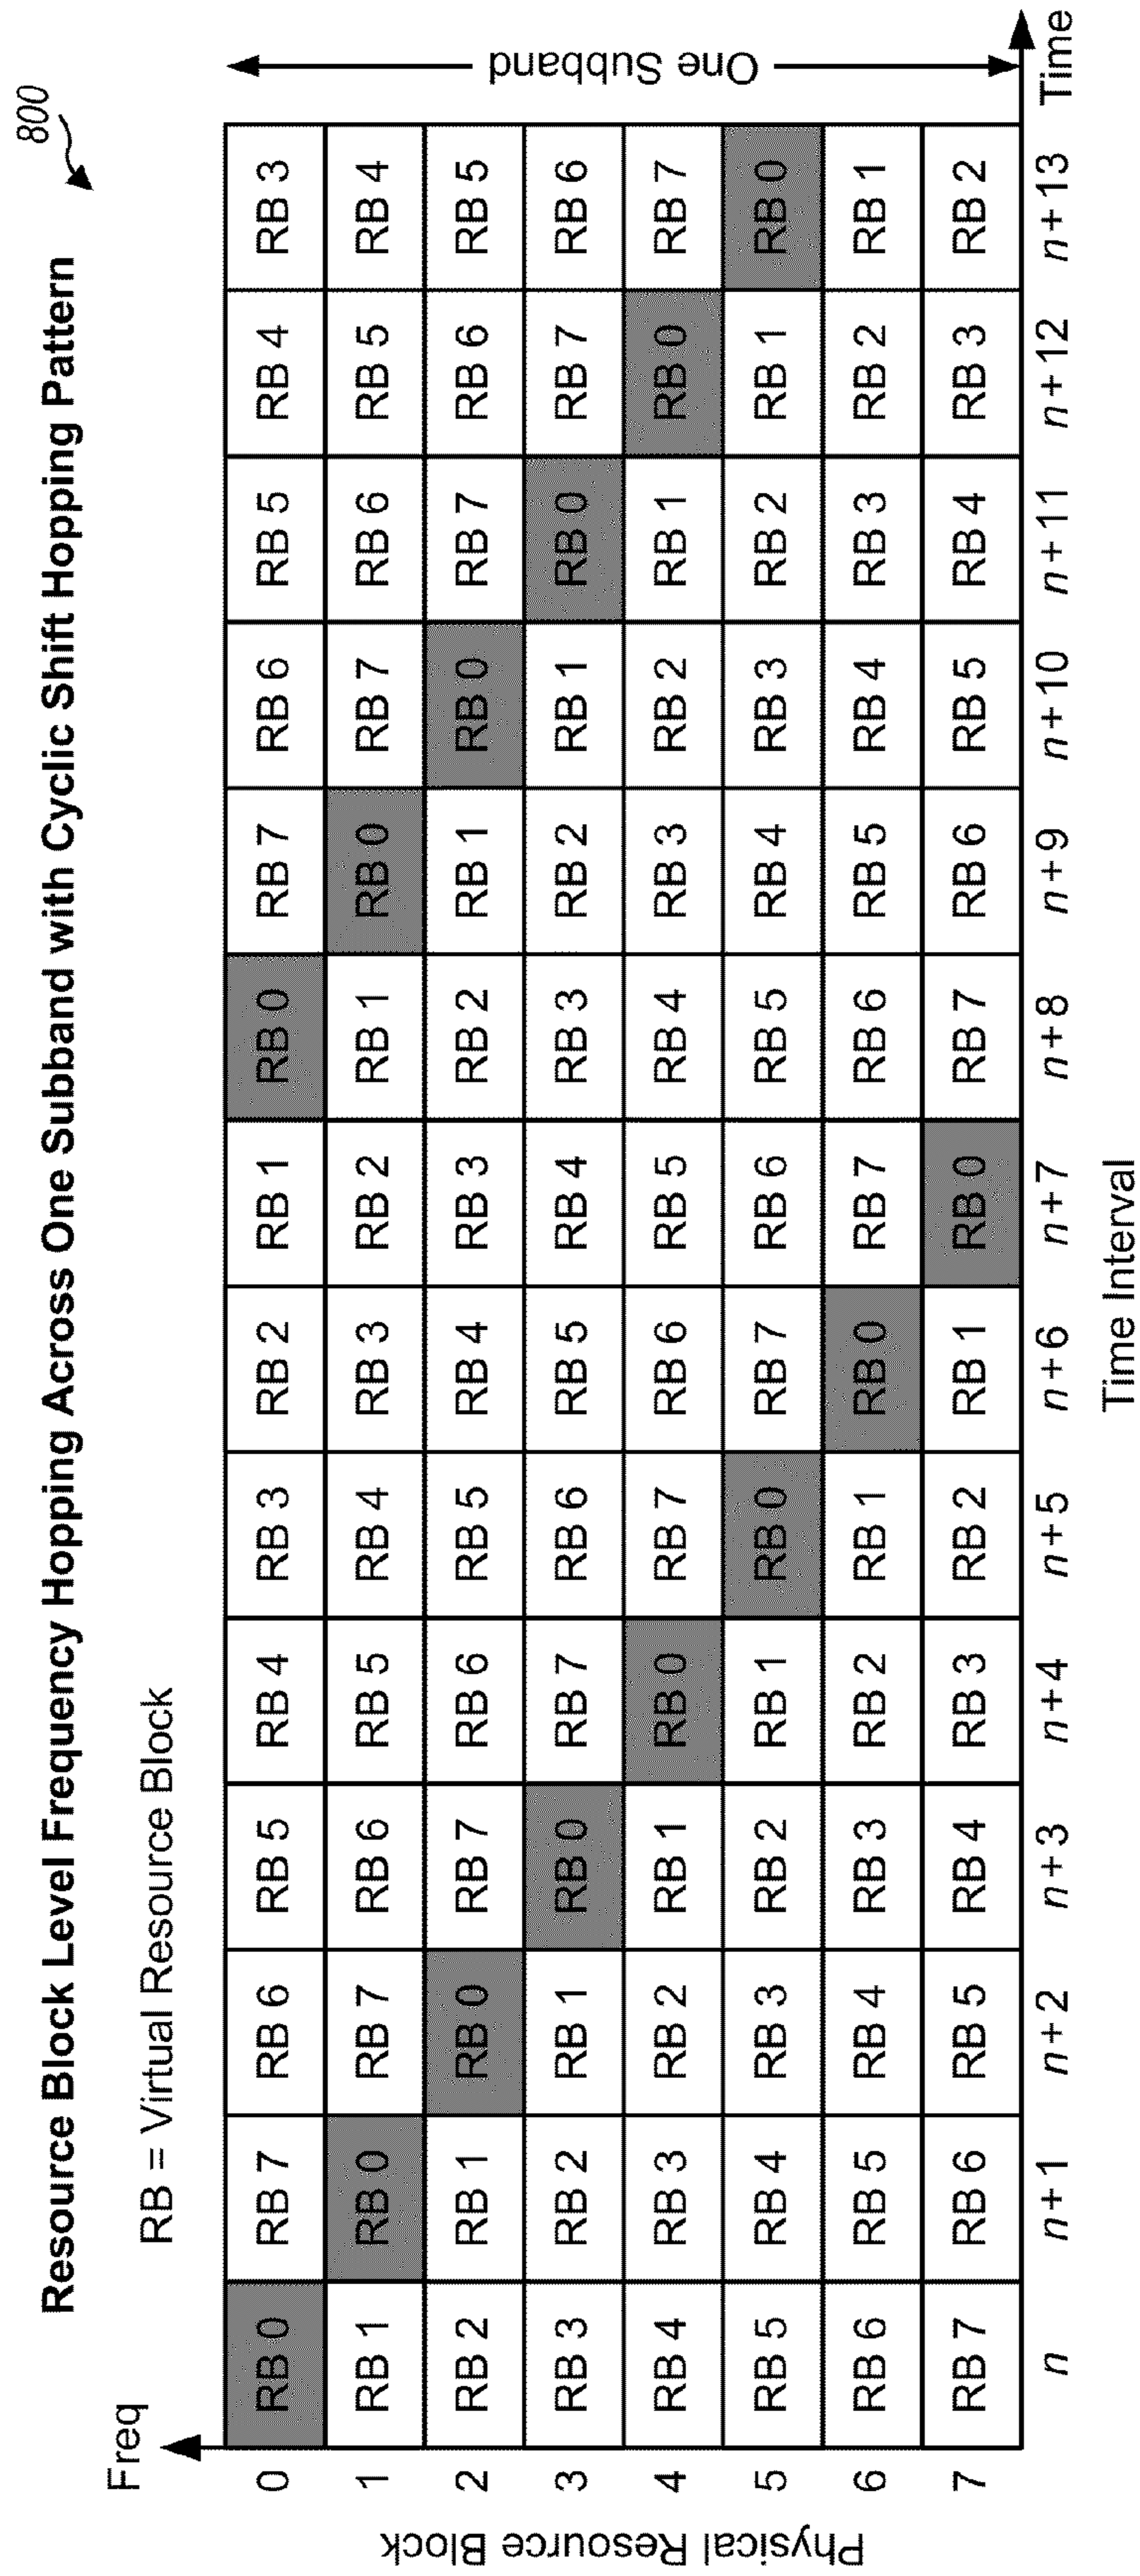 800
Resource Block Level Frequency Hopping Across One Subband with Cyclic Shift Hopping Pattern
RB = Virtual Resource Block
Freq
0 RB 0 RB 7 RB 6 RB 5 RB 4 RB 3 RB 2 RB 1 RB 0 RB 7 RB 6 RB 5 RB 4 RB 3
1 RB 1 RB 0 RB 7 RB 6 RB 5 RB 4 RB 3 RB 2 RB 1 RB 0 RB 7 RB 6 RB 5 RB 4
2 RB 2 RB 1 RB 0 RB 7 RB 6 RB 5 RB 4 RB 3 RB 2 RB 1 RB 0 RB 7 RB 6 RB 5
3 RB 3 RB 2 RB 1 RB 0 RB 7 RB 6 RB 5 RB 4 RB 3 RB 2 RB 1 RB 0 RB 7 RB 6
4 RB 4 RB 3 RB 2 RB 1 RB 0 RB 7 RB 6 RB 5 RB 4 RB 3 RB 2 RB 1 RB 0 RB 7
5 RB 5 RB 4 RB 3 RB 2 RB 1 RB 0 RB 7 RB 6 RB 5 RB 4 RB 3 RB 2 RB 1 RB 0
6 RB 6 RB 5 RB 4 RB 3 RB 2 RB 1 RB 0 RB 7 RB 6 RB 5 RB 4 RB 3 RB 2 RB 1
7 RB 7 RB 6 RB 5 RB 4 RB 3 RB 2 RB 1 RB 0 RB 7 RB 6 RB 5 RB 4 RB 3 RB 2
Physical Resource Block
One Subband
n n + 1 n + 2 n + 3 n + 4 n + 5 n + 6 n + 7 n + 8 n + 9 n + 10 n + 11 n + 12 n + 13 Time
Time Interval